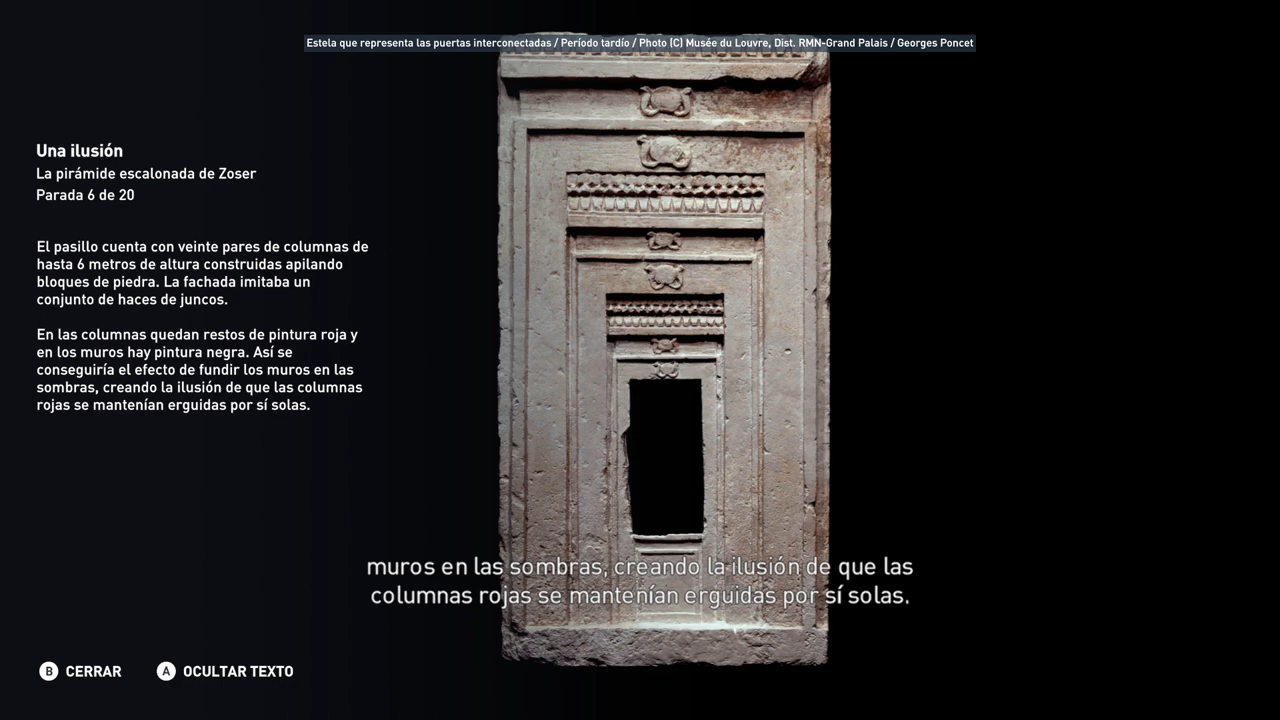 Estela que representa las puertas interconectadas / Período tardío / Photo (C) Musée du Louvre, Dist. RMN-Grand Palais / Georges Poncet
Una ilusión
La pirámide escalonada de Zoser
Parada 6 de 20
El pasillo cuenta con veinte pares de columnas de
hasta 6 metros de altura construidas apilando
bloques de piedra. La fachada imitaba un
conjunto de haces de juncos.
En las columnas quedan restos de pintura roja y
en los muros hay pintura negra. Así se
conseguiría el efecto de fundir los muros en las
sombras, creando la ilusión de que las columnas
rojas se mantenían erguidas por sí solas.
muros en las sombras, creando la ilusión de que las
columnas rojas se mantenían erguidas por sí solas.
B CERRAR A OCULTAR TEXTO